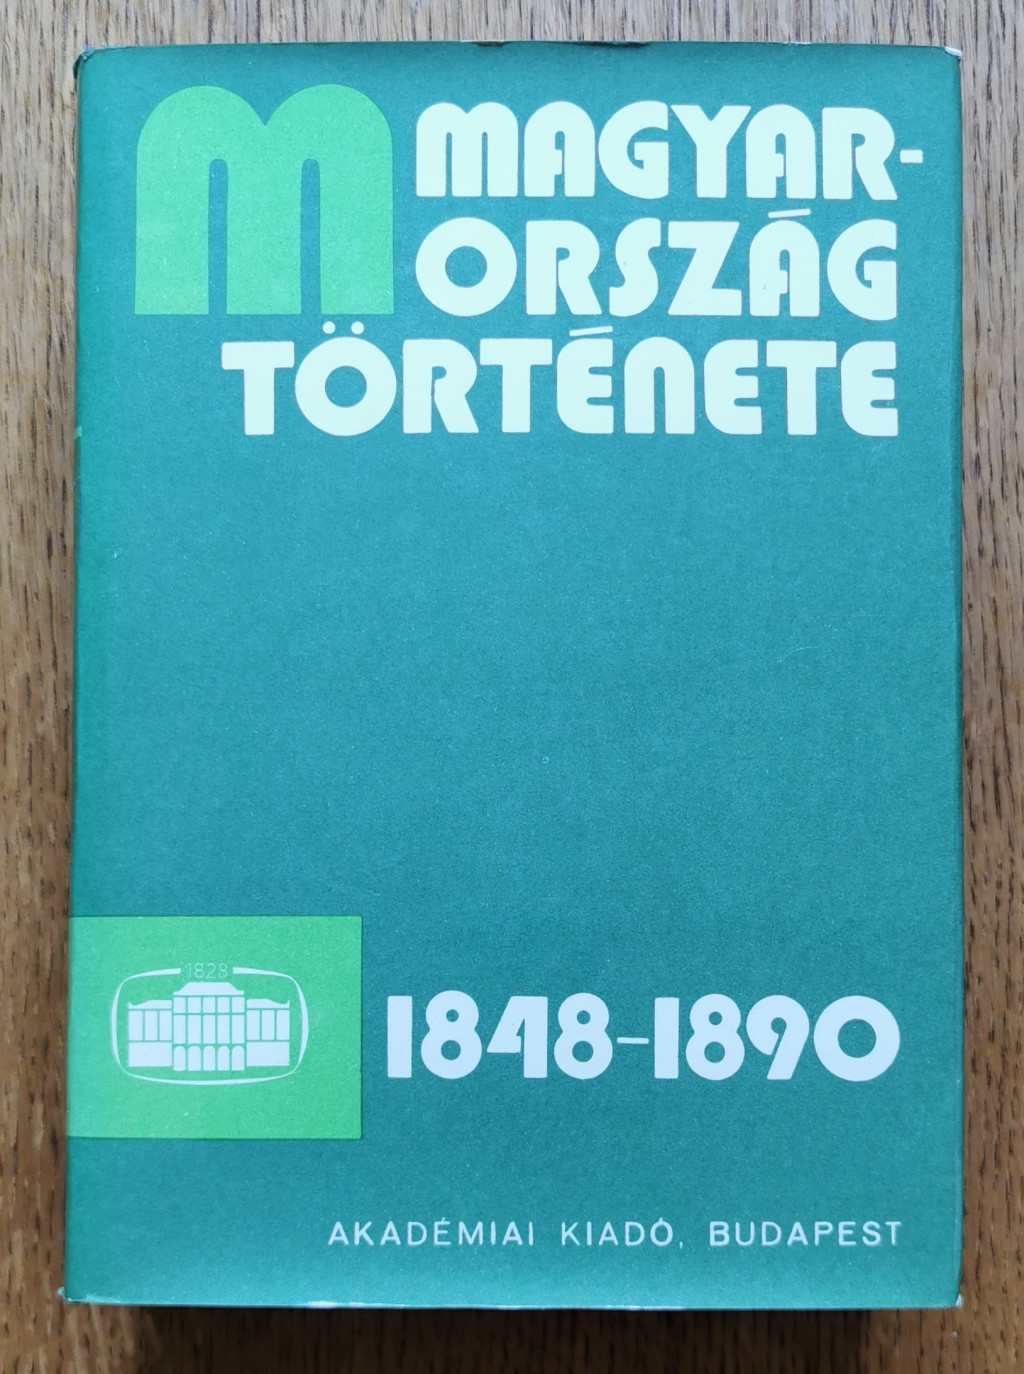 M
MAGYAR-
ORSZÁG
TÖRTÉNETE
1828
1848-1890
AKADÉMIAI KIADÓ, BUDAPEST